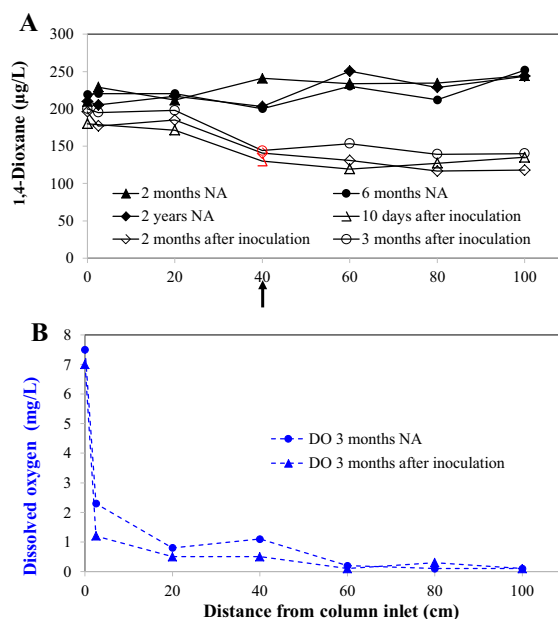 A
1,4-Dioxane (µg/L)
300
250
200
150
100
50
0
2 months NA
6 months NA
2 years NA
10 days after inoculation
2 months after inoculation
3 months after inoculation
0 20 40 60 80 100
B
Dissolved oxygen (mg/L)
8
7
6
5
4
3
2
1
0
DO 3 months NA
DO 3 months after inoculation
0 20 40 60 80 100
Distance from column inlet (cm)